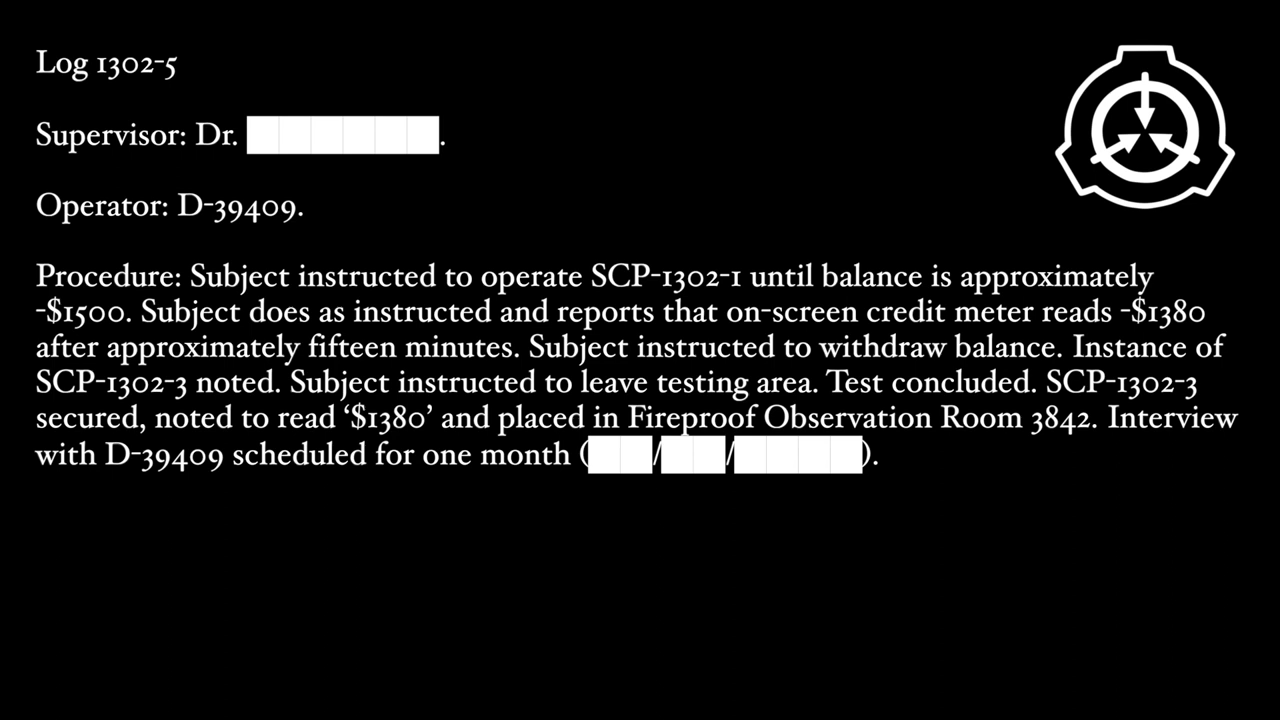 Log 1302-5
Supervisor: Dr. ██████.
Operator: D-39409.
Procedure: Subject instructed to operate SCP-1302-1 until balance is approximately
-$1500. Subject does as instructed and reports that on-screen credit meter reads -$1380
after approximately fifteen minutes. Subject instructed to withdraw balance. Instance of
SCP-1302-3 noted. Subject instructed to leave testing area. Test concluded. SCP-1302-3
secured, noted to read ‘$1380’ and placed in Fireproof Observation Room 3842. Interview
with D-39409 scheduled for one month (██/██/████).